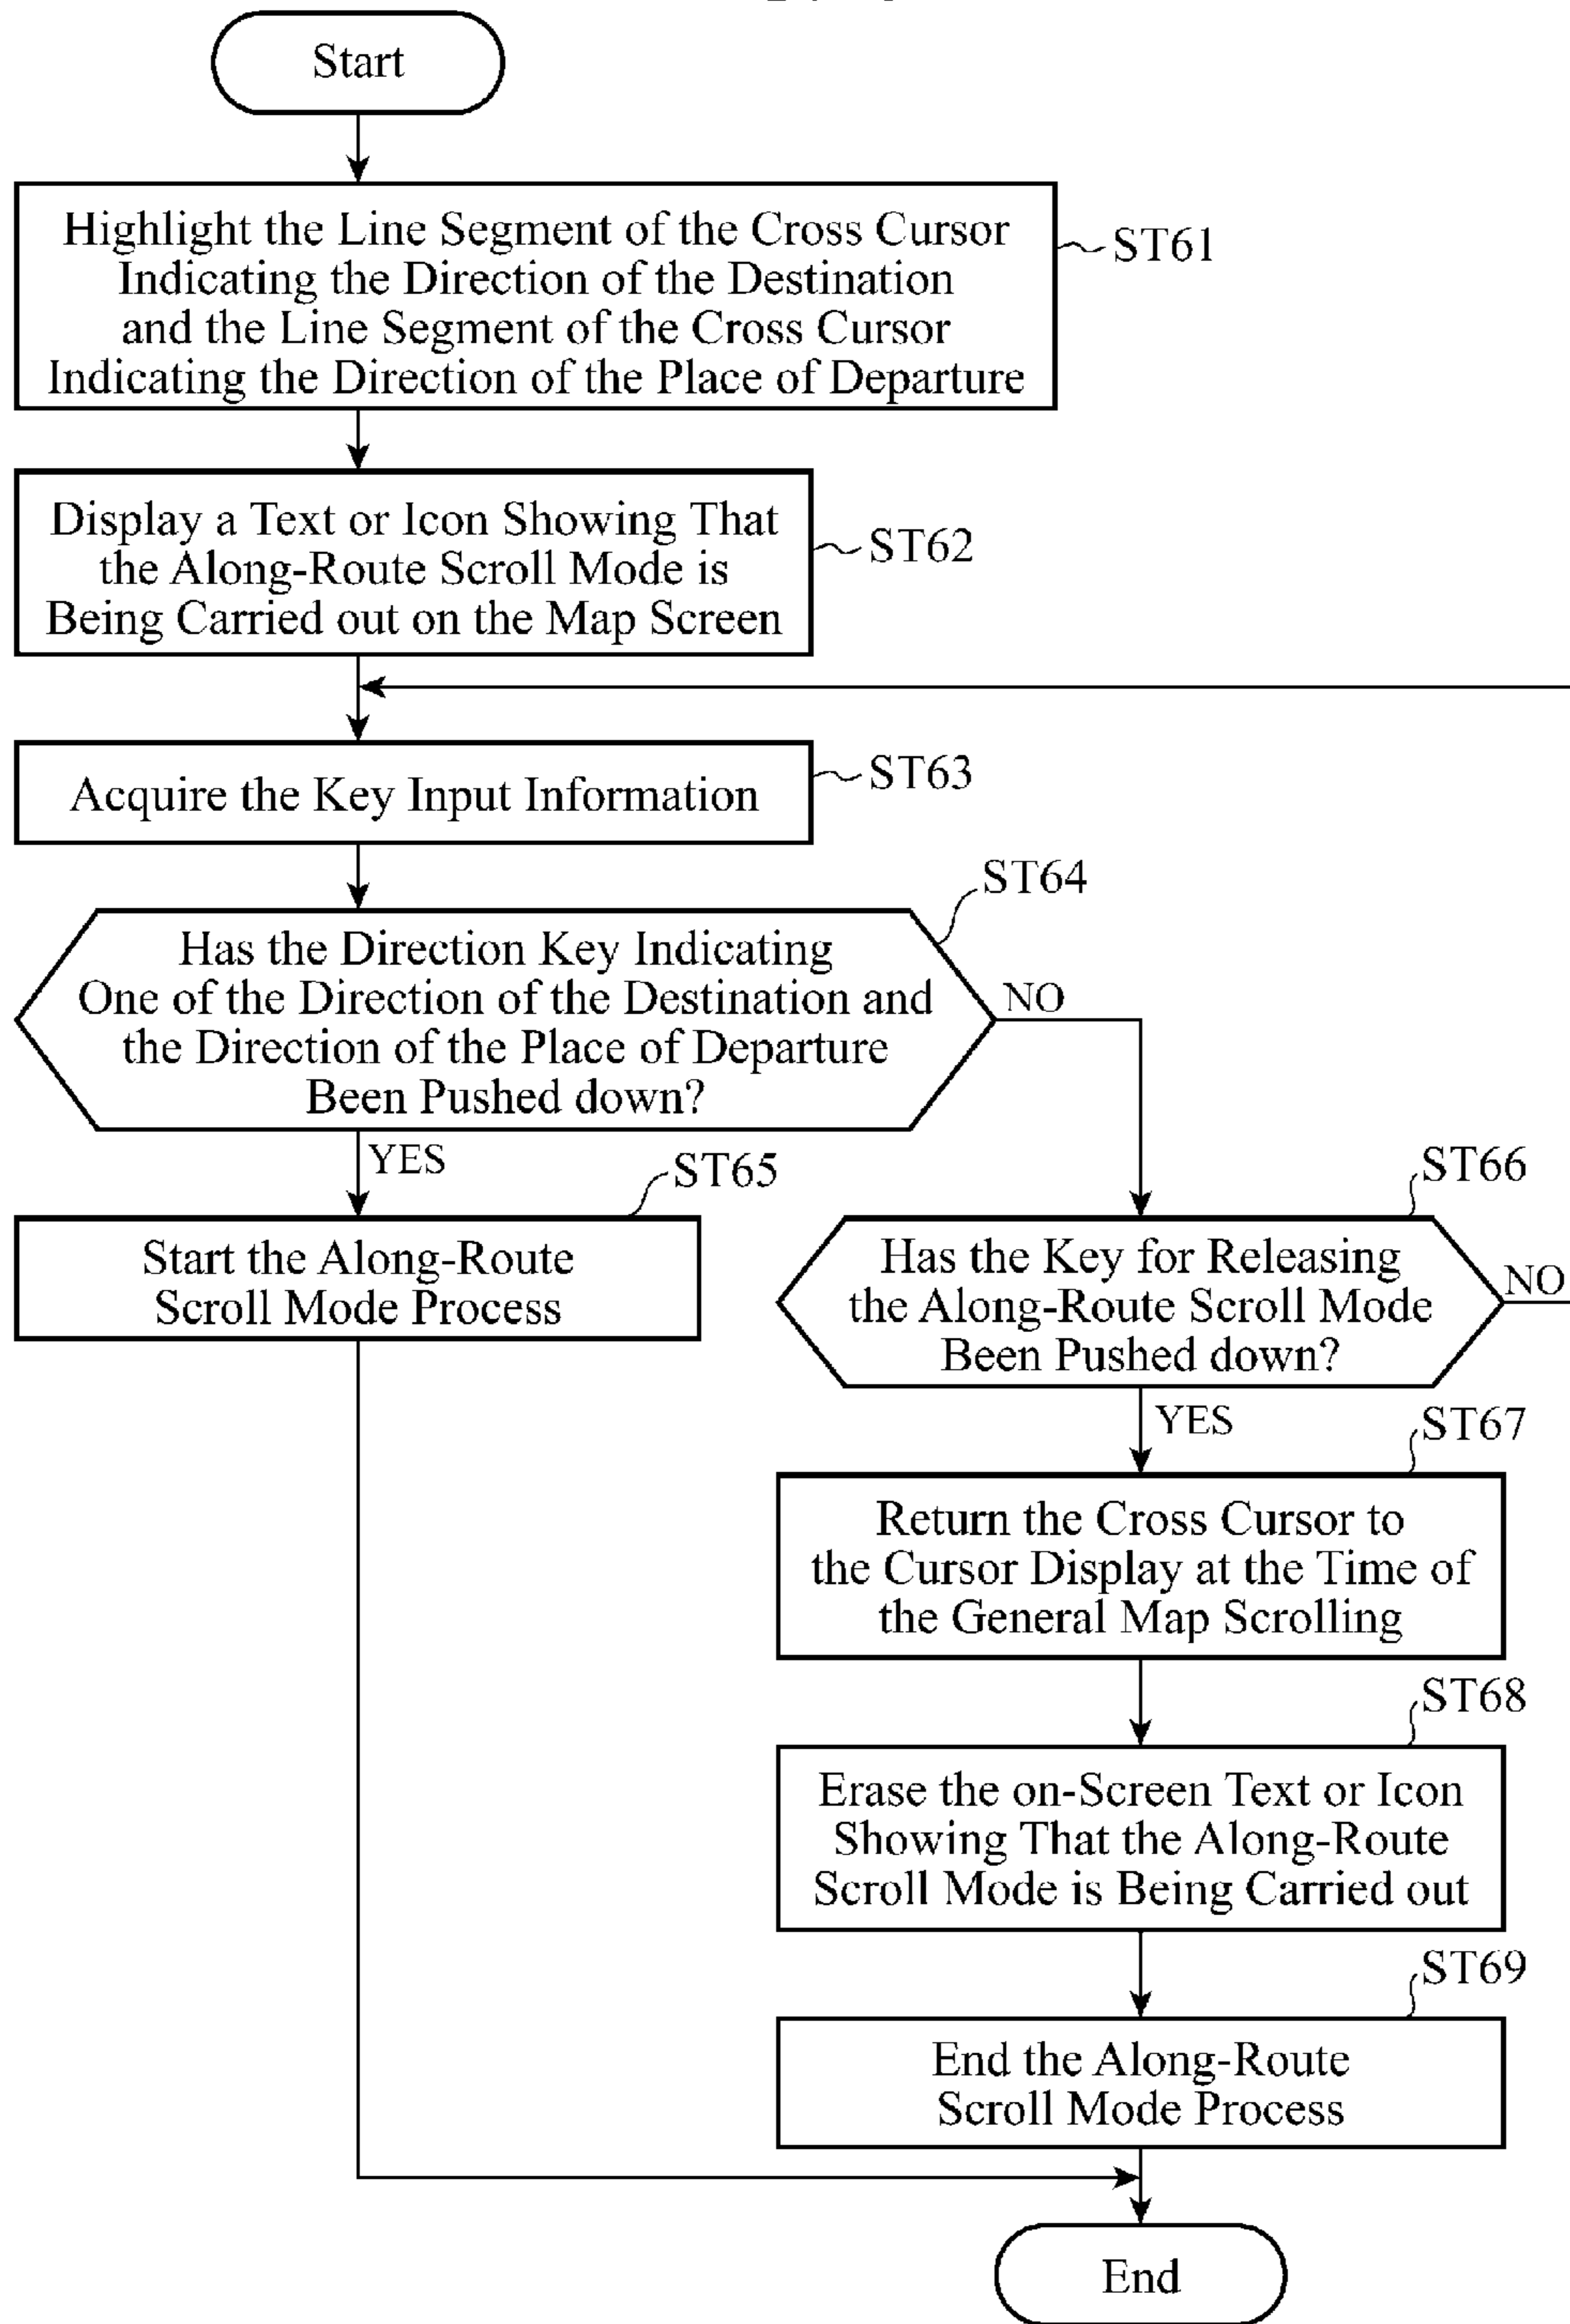 Start
Highlight the Line Segment of the Cross Cursor
Indicating the Direction of the Destination
and the Line Segment of the Cross Cursor
Indicating the Direction of the Place of Departure
ST61
Display a Text or Icon Showing That
the Along-Route Scroll Mode is
Being Carried out on the Map Screen
ST62
Acquire the Key Input Information
ST63
ST64
Has the Direction Key Indicating
One of the Direction of the Destination and
the Direction of the Place of Departure
Been Pushed down?
NO
YES
ST65
Start the Along-Route
Scroll Mode Process
ST66
Has the Key for Releasing
the Along-Route Scroll Mode
Been Pushed down?
NO
YES
ST67
Return the Cross Cursor to
the Cursor Display at the Time of
the General Map Scrolling
ST68
Erase the on-Screen Text or Icon
Showing That the Along-Route
Scroll Mode is Being Carried out
ST69
End the Along-Route
Scroll Mode Process
End